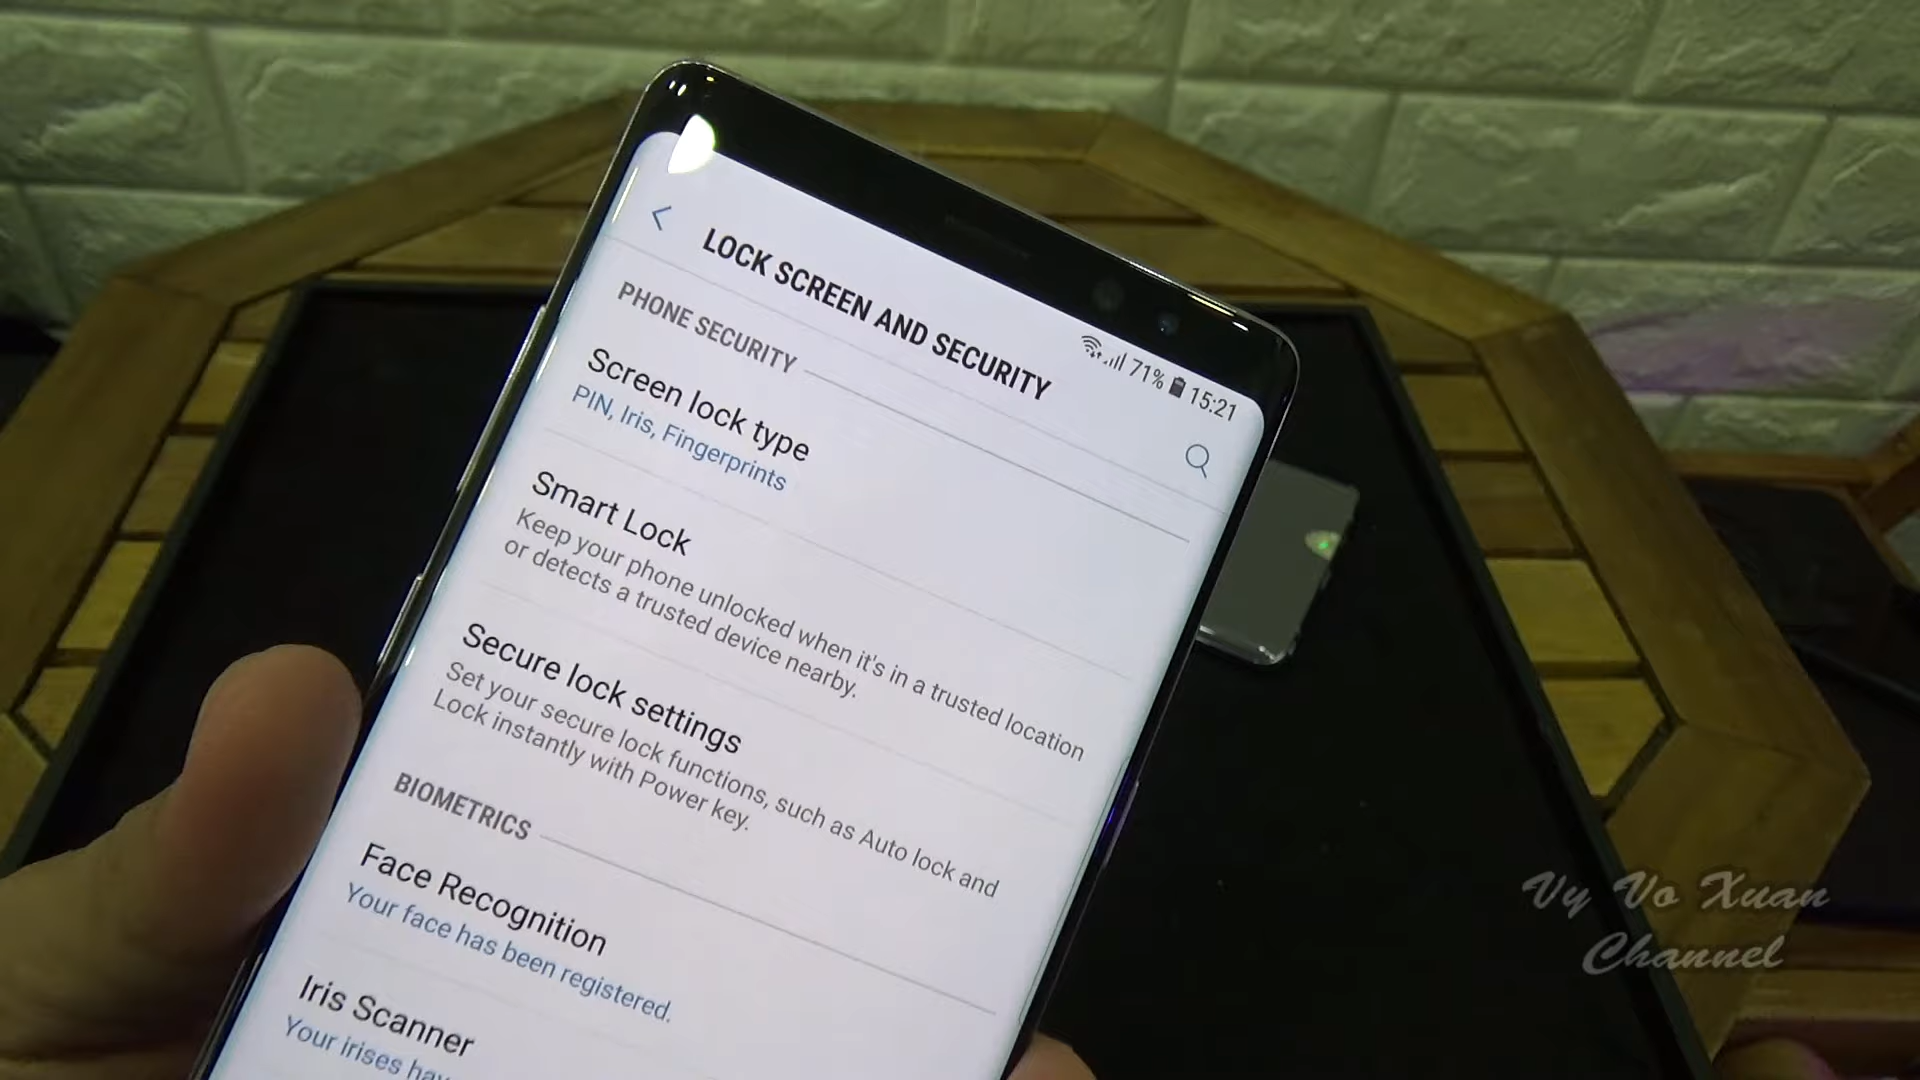 71% 15:21
LOCK SCREEN AND SECURITY
PHONE SECURITY
Screen lock type
PIN, Iris, Fingerprints
Smart Lock
Keep your phone unlocked when it's in a trusted location
or detects a trusted device nearby.
Secure lock settings
Set your secure lock functions, such as Auto lock and
Lock instantly with Power key.
BIOMETRICS
Face Recognition
Your face has been registered.
Iris Scanner
Your irises
Vy Vo Xuan
Channel